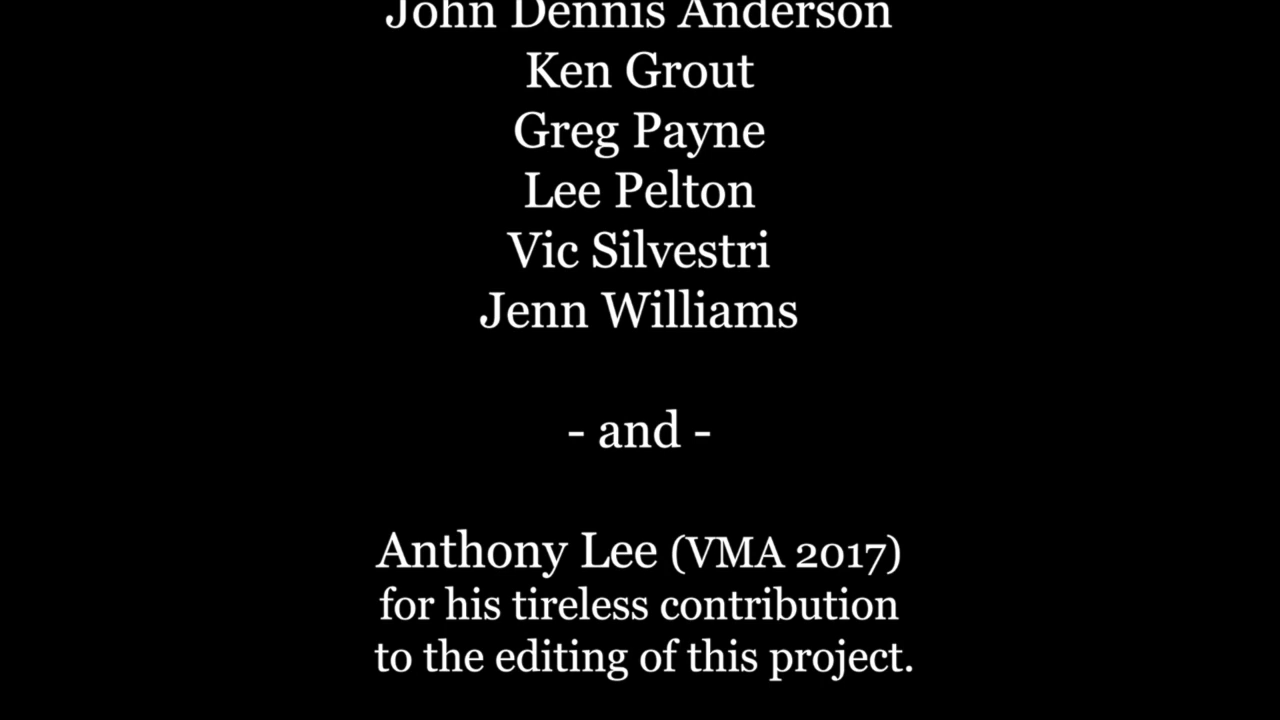 John Dennis Anderson
Ken Grout
Greg Payne
Lee Pelton
Vic Silvestri
Jenn Williams
- and -
Anthony Lee (VMA 2017)
for his tireless contribution
to the editing of this project.